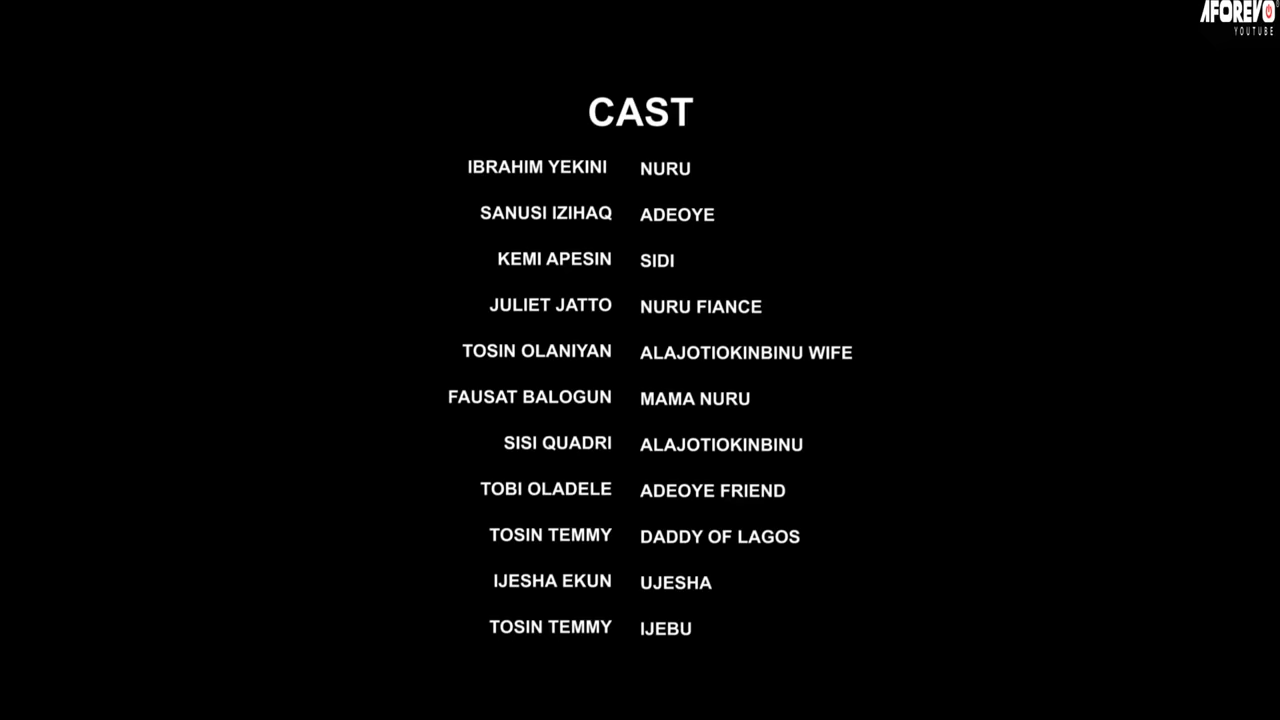 AFOREVO
YOUTUBE
CAST
IBRAHIM YEKINI NURU
SANUSI IZIHAQ ADEOYE
KEMI APESIN SIDI
JULIET JATTO NURU FIANCE
TOSIN OLANIYAN ALAJOTIOKINBINU WIFE
FAUSAT BALOGUN MAMA NURU
SISI QUADRI ALAJOTIOKINBINU
TOBI OLADELE ADEOYE FRIEND
TOSIN TEMMY DADDY OF LAGOS
IJESHA EKUN UJESHA
TOSIN TEMMY IJEBU